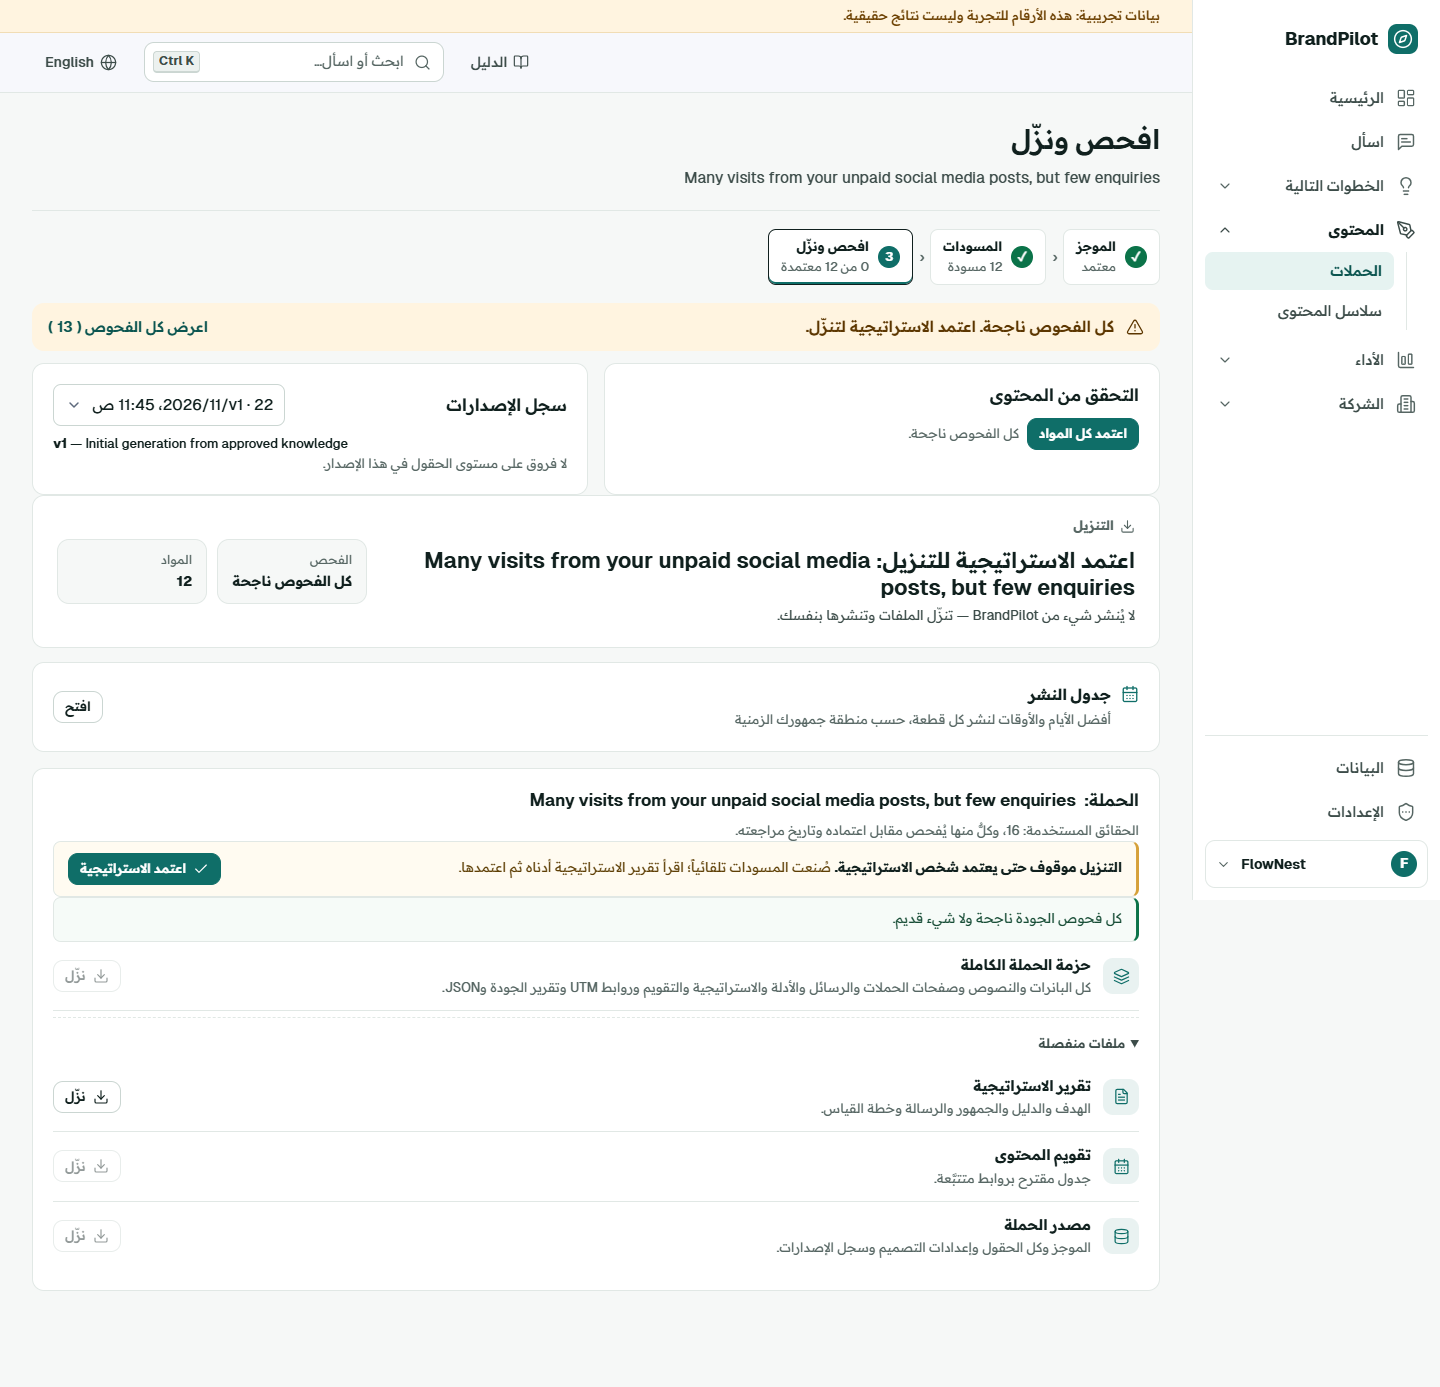 بيانات تجريبية: هذه الأرقام للتجربة وليست نتائج حقيقية.
BrandPilot
الدليل
ابحث أو اسأل...
Ctrl K
English
الرئيسية
اسأل
الخطوات التالية
المحتوى
الحملات
سلاسل المحتوى
الأداء
الشركة
البيانات
الإعدادات
F FlowNest
افحص ونزّل
Many visits from your unpaid social media posts, but few enquiries
الموجز
معتمد
المسودات
12 مسودة
3
افحص ونزّل
0 من 12 معتمدة
كل الفحوص ناجحة. اعتمد الاستراتيجية لتنزّل.
اعرض كل الفحوص ( 13 )
التحقق من المحتوى
اعتمد كل المواد
كل الفحوص ناجحة.
سجل الإصدارات
v1 · 22/‏11/‏2026، 11:45 ص
v1 — Initial generation from approved knowledge
لا فروق على مستوى الحقول في هذا الإصدار.
التنزيل
اعتمد الاستراتيجية للتنزيل: Many visits from your unpaid social media
posts, but few enquiries
لا يُنشر شيء من BrandPilot — تنزّل الملفات وتنشرها بنفسك.
الفحص
كل الفحوص ناجحة
المواد
12
جدول النشر
أفضل الأيام والأوقات لنشر كل قطعة، حسب منطقة جمهورك الزمنية
افتح
الحملة: Many visits from your unpaid social media posts, but few enquiries
الحقائق المستخدمة: 16، وكلٌّ منها يُفحص مقابل اعتماده وتاريخ مراجعته.
التنزيل موقوف حتى يعتمد شخص الاستراتيجية. صُنعت المسودات تلقائياً؛ اقرأ تقرير الاستراتيجية أدناه ثم اعتمدها.
اعتمد الاستراتيجية
كل فحوص الجودة ناجحة ولا شيء قديم.
حزمة الحملة الكاملة
كل البانرات والنصوص وصفحات الحملات والرسائل والأدلة والاستراتيجية والتقويم وروابط UTM وتقرير الجودة وJSON.
نزّل
▼ ملفات منفصلة
تقرير الاستراتيجية
الهدف والدليل والجمهور والرسالة وخطة القياس.
نزّل
تقويم المحتوى
جدول مقترح بروابط متتبَّعة.
نزّل
مصدر الحملة
الموجز وكل الحقول وإعدادات التصميم وسجل الإصدارات.
نزّل